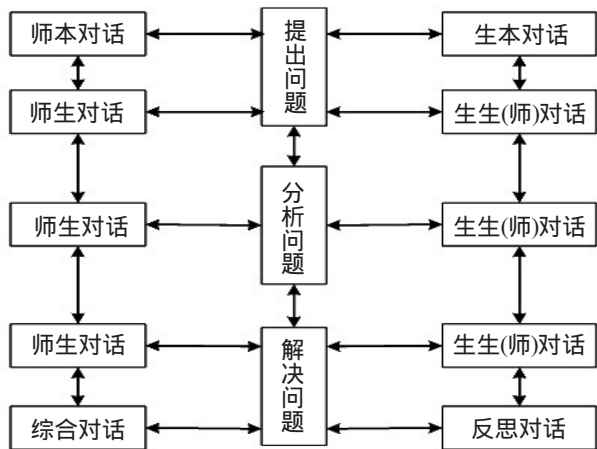 师本对话
提出问题
生本对话
师生对话
生生(师)对话
师生对话
分析问题
生生(师)对话
师生对话
解决问题
生生(师)对话
综合对话
反思对话